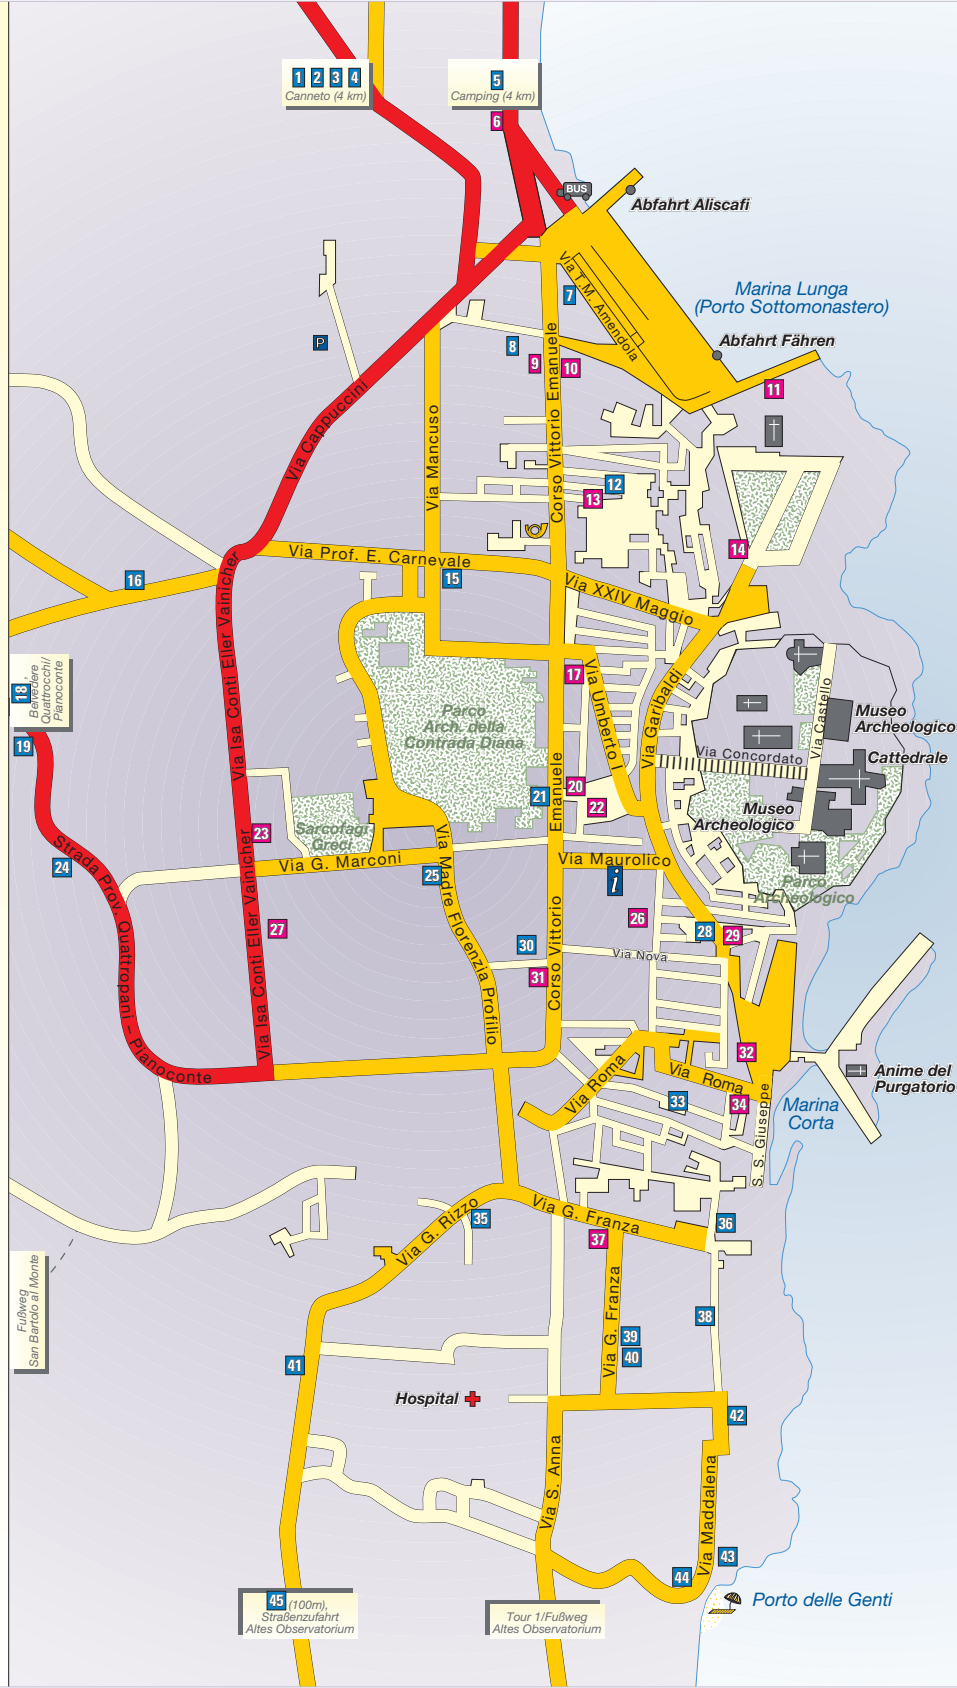 1 2 3 4
Canneto (4 km)
5
Camping (4 km)
6
BUS
Abfahrt Aliscafi
Via T.M. Amendola
7
Marina Lunga
(Porto Sottomonastero)
P
8
9
10
Abfahrt Fähren
11
Via Cappuccini
Via Mancuso
Corso Vittorio Emanuele
12
13
14
Via Prof. E. Carnevale
15
16
Via XXIV Maggio
Via Isa Conti Eller Vainicher
18
Belvedere
Quattrocchi/
Pianoconte
19
17
Via Umberto I
Via Garibaldi
Parco
Arch. della
Contrada Diana
Via Castello
Museo
Archeologico
Via Concordato
Cattedrale
20
21
22
Emanuele
Museo
Archeologico
23
Sarcofagi
Greci
24
Strada Prov. Quattropani – Pianoconte
Via G. Marconi
25
Via Maurolico
i
Parco
Archeologico
Via Isa Conti Eller Vainicher
Via Madre Florenzia Profilio
26
27
28
29
30
31
Via Nova
Corso Vittorio
32
Via Roma
Via Roma
33
34
S. S. Giuseppe
Anime del
Purgatorio
Marina
Corta
Via G. Rizzo
35
Via G. Franza
36
37
Fußweg
San Bartolo al Monte
Via G. Franza
38
39
40
41
Hospital
42
Via S. Anna
Via Maddalena
43
44
Porto delle Genti
45 (100m),
Straßenzufahrt
Altes Observatorium
Tour 1/Fußweg
Altes Observatorium